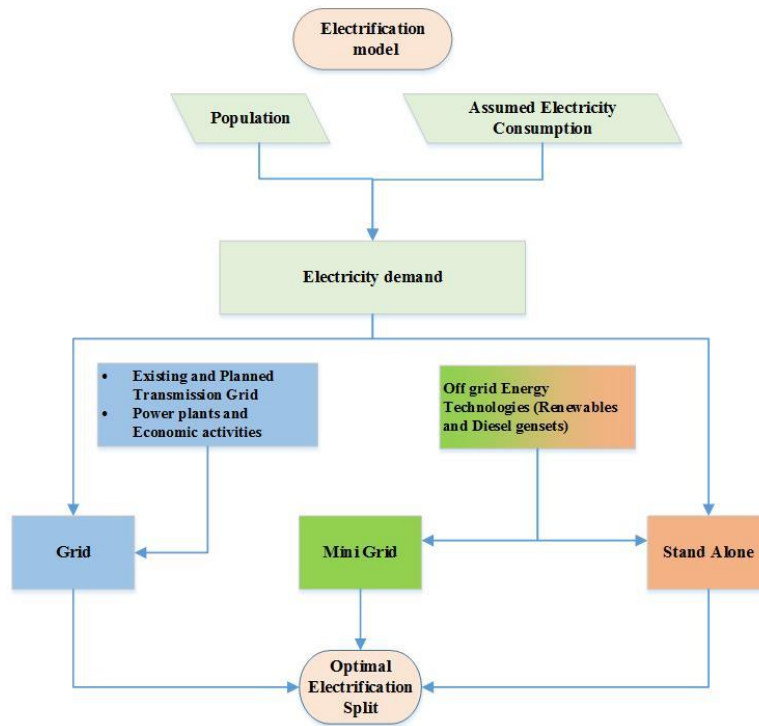 Electrification
model
Population
Assumed Electricity
Consumption
Electricity demand
• Existing and Planned
Transmission Grid
• Power plants and
Economic activities
Off grid Energy
Technologies (Renewables
and Diesel gensets)
Grid
Mini Grid
Stand Alone
Optimal
Electrification
Split